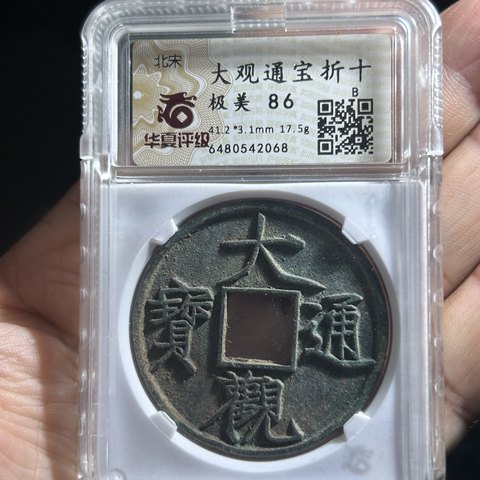 北宋
华夏评级
大观通宝折十
极美 86
B
41.2*3.1mm 17.5g
6480542068
大
寶 通
觀